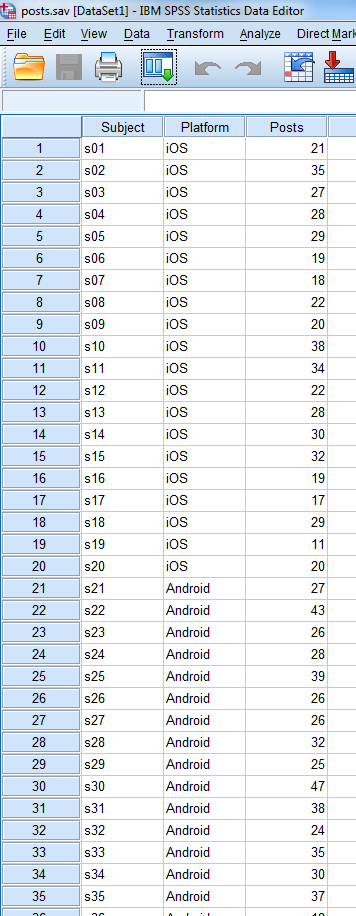 posts.sav [DataSet1] - IBM SPSS Statistics Data Editor
File Edit View Data Transform Analyze Direct Mark
Subject Platform Posts
1 s01 iOS 21
2 s02 iOS 35
3 s03 iOS 27
4 s04 iOS 28
5 s05 iOS 29
6 s06 iOS 19
7 s07 iOS 18
8 s08 iOS 22
9 s09 iOS 20
10 s10 iOS 38
11 s11 iOS 34
12 s12 iOS 22
13 s13 iOS 28
14 s14 iOS 30
15 s15 iOS 32
16 s16 iOS 19
17 s17 iOS 17
18 s18 iOS 29
19 s19 iOS 11
20 s20 iOS 20
21 s21 Android 27
22 s22 Android 43
23 s23 Android 26
24 s24 Android 28
25 s25 Android 39
26 s26 Android 26
27 s27 Android 26
28 s28 Android 32
29 s29 Android 25
30 s30 Android 47
31 s31 Android 38
32 s32 Android 24
33 s33 Android 35
34 s34 Android 30
35 s35 Android 37